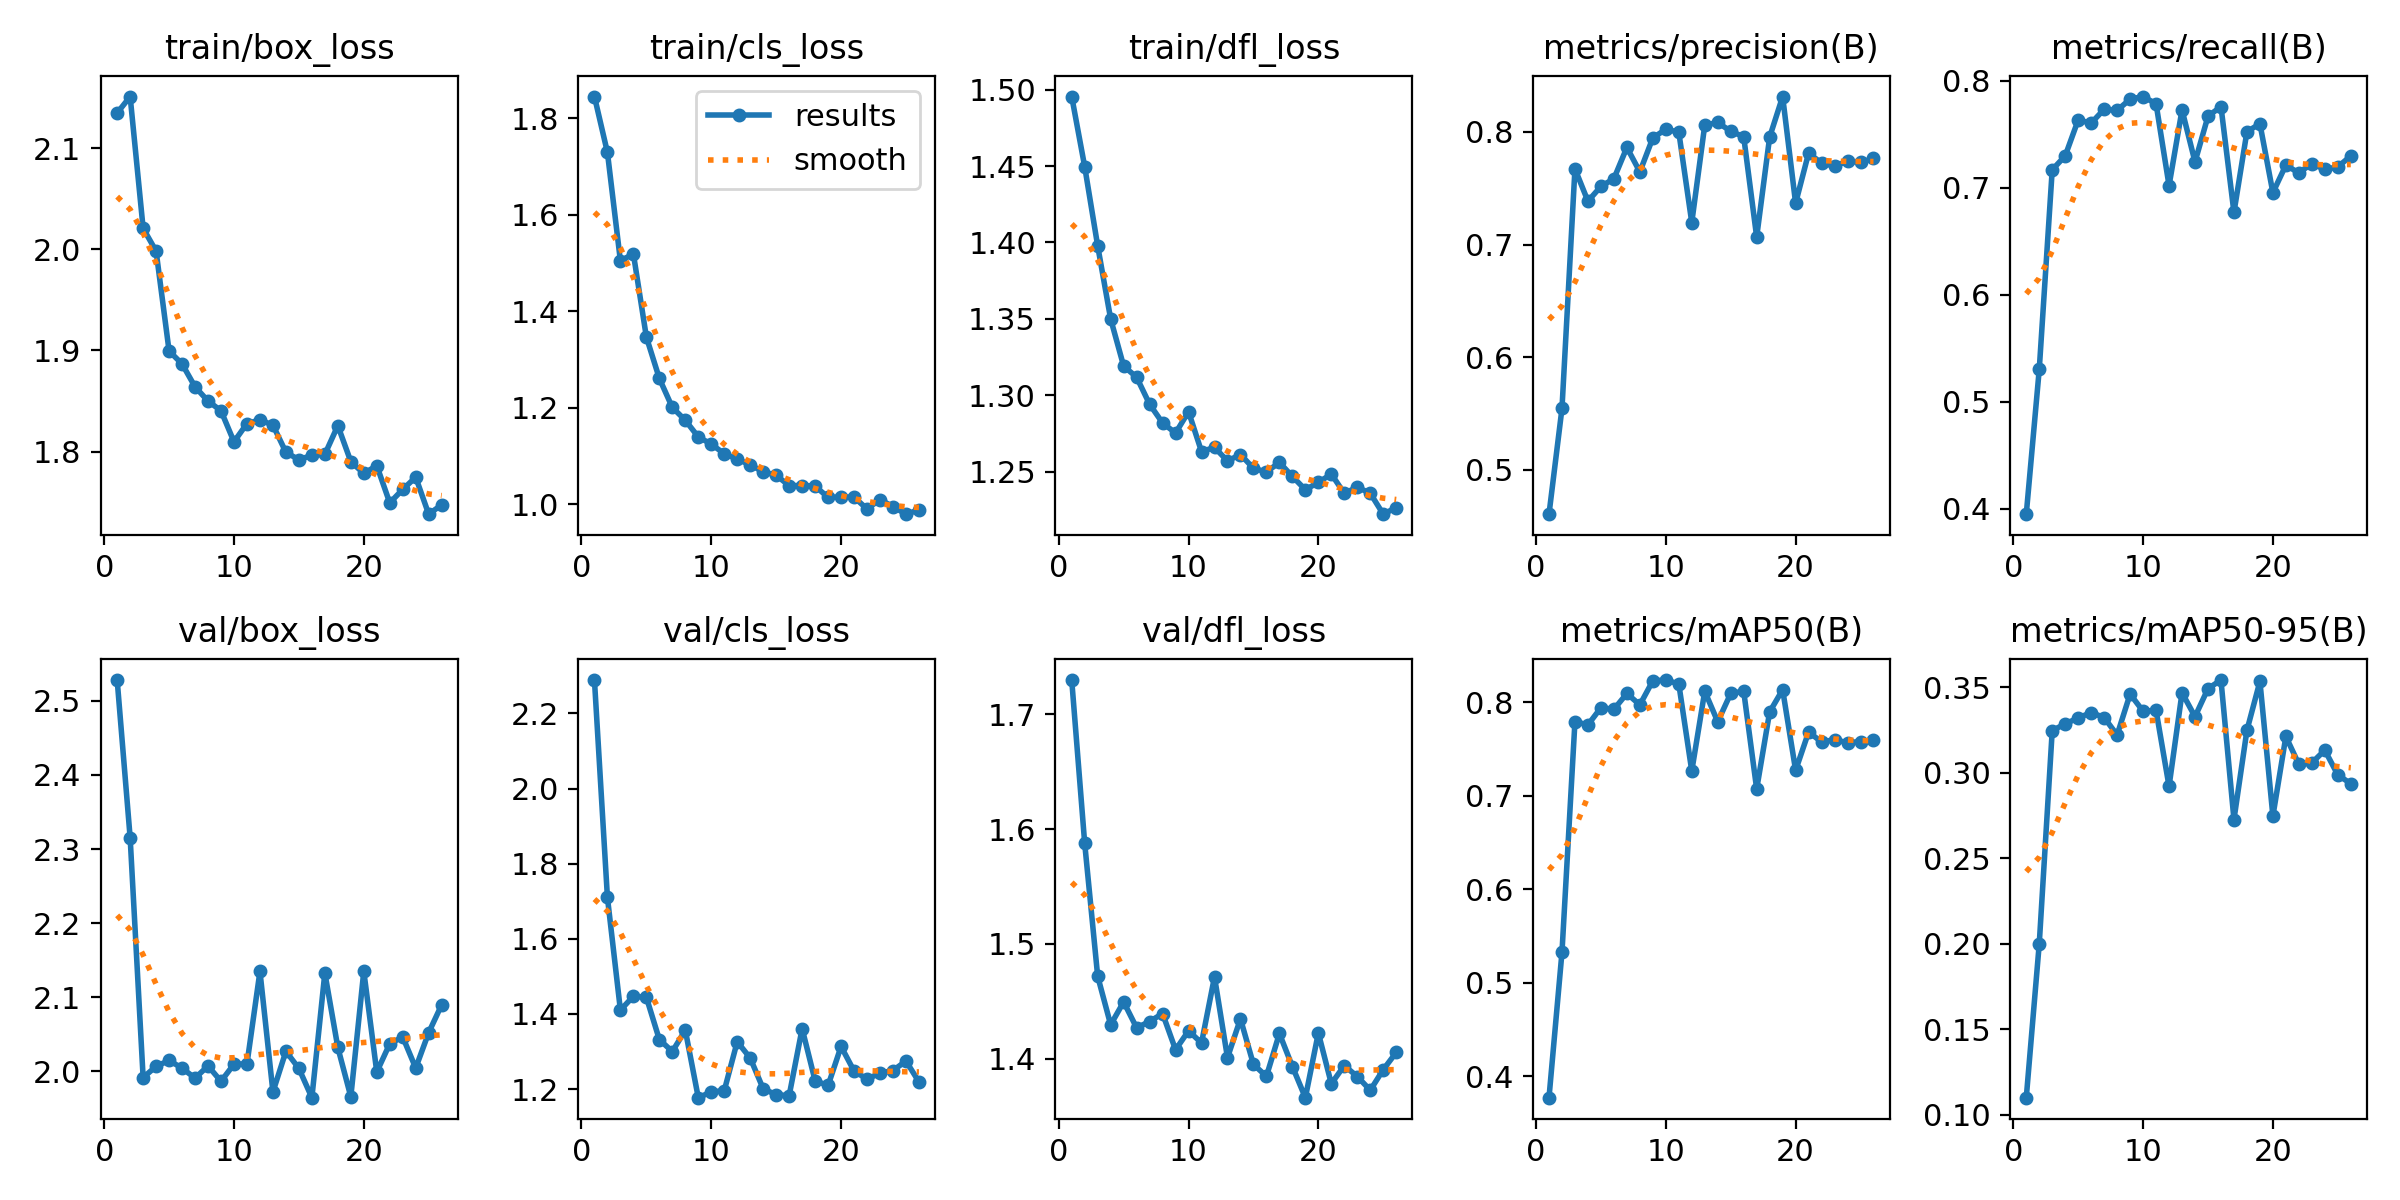 train/box_loss
2.1
2.0
1.9
1.8
0 10 20
train/cls_loss
results
smooth
1.8
1.6
1.4
1.2
1.0
0 10 20
train/dfl_loss
1.50
1.45
1.40
1.35
1.30
1.25
0 10 20
metrics/precision(B)
0.8
0.7
0.6
0.5
0 10 20
metrics/recall(B)
0.8
0.7
0.6
0.5
0.4
0 10 20
val/box_loss
2.5
2.4
2.3
2.2
2.1
2.0
0 10 20
val/cls_loss
2.2
2.0
1.8
1.6
1.4
1.2
0 10 20
val/dfl_loss
1.7
1.6
1.5
1.4
0 10 20
metrics/mAP50(B)
0.8
0.7
0.6
0.5
0.4
0 10 20
metrics/mAP50-95(B)
0.35
0.30
0.25
0.20
0.15
0.10
0 10 20